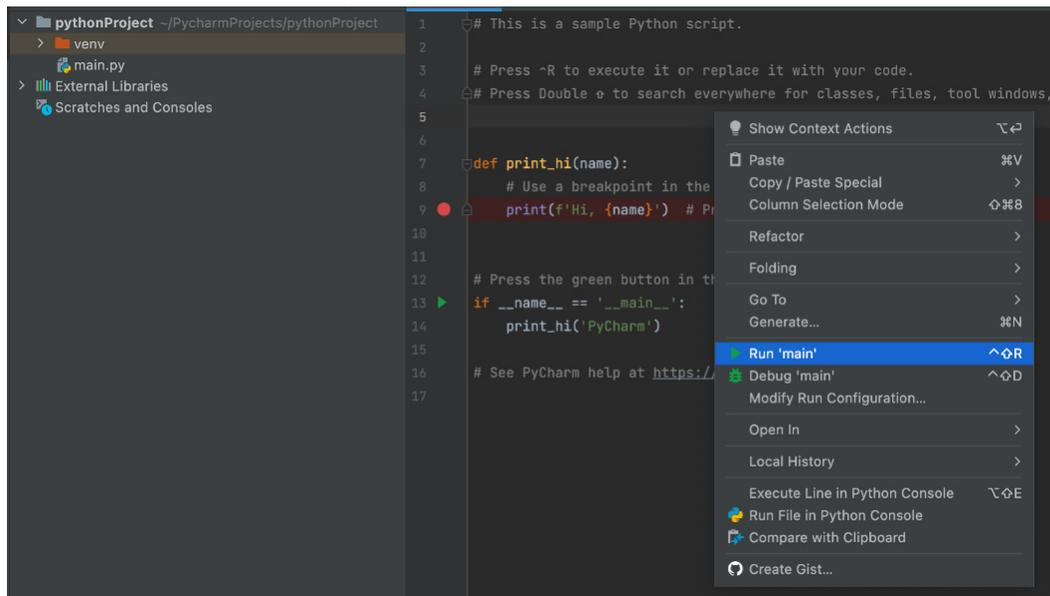 pythonProject ~/PycharmProjects/pythonProject
venv
main.py
External Libraries
Scratches and Consoles
1 # This is a sample Python script.
2
3 # Press ^R to execute it or replace it with your code.
4 # Press Double ⇧ to search everywhere for classes, files, tool windows,
5
6
7 def print_hi(name):
8 # Use a breakpoint in the
9 print(f'Hi, {name}') # Pr
10
11
12 # Press the green button in th
13 if __name__ == '__main__':
14 print_hi('PyCharm')
15
16 # See PyCharm help at https:/
17
Show Context Actions ⌥⏎
Paste ⌘V
Copy / Paste Special
Column Selection Mode ⇧⌘8
Refactor
Folding
Go To
Generate... ⌘N
Run 'main' ^⇧R
Debug 'main' ^⇧D
Modify Run Configuration...
Open In
Local History
Execute Line in Python Console ⌥⇧E
Run File in Python Console
Compare with Clipboard
Create Gist...